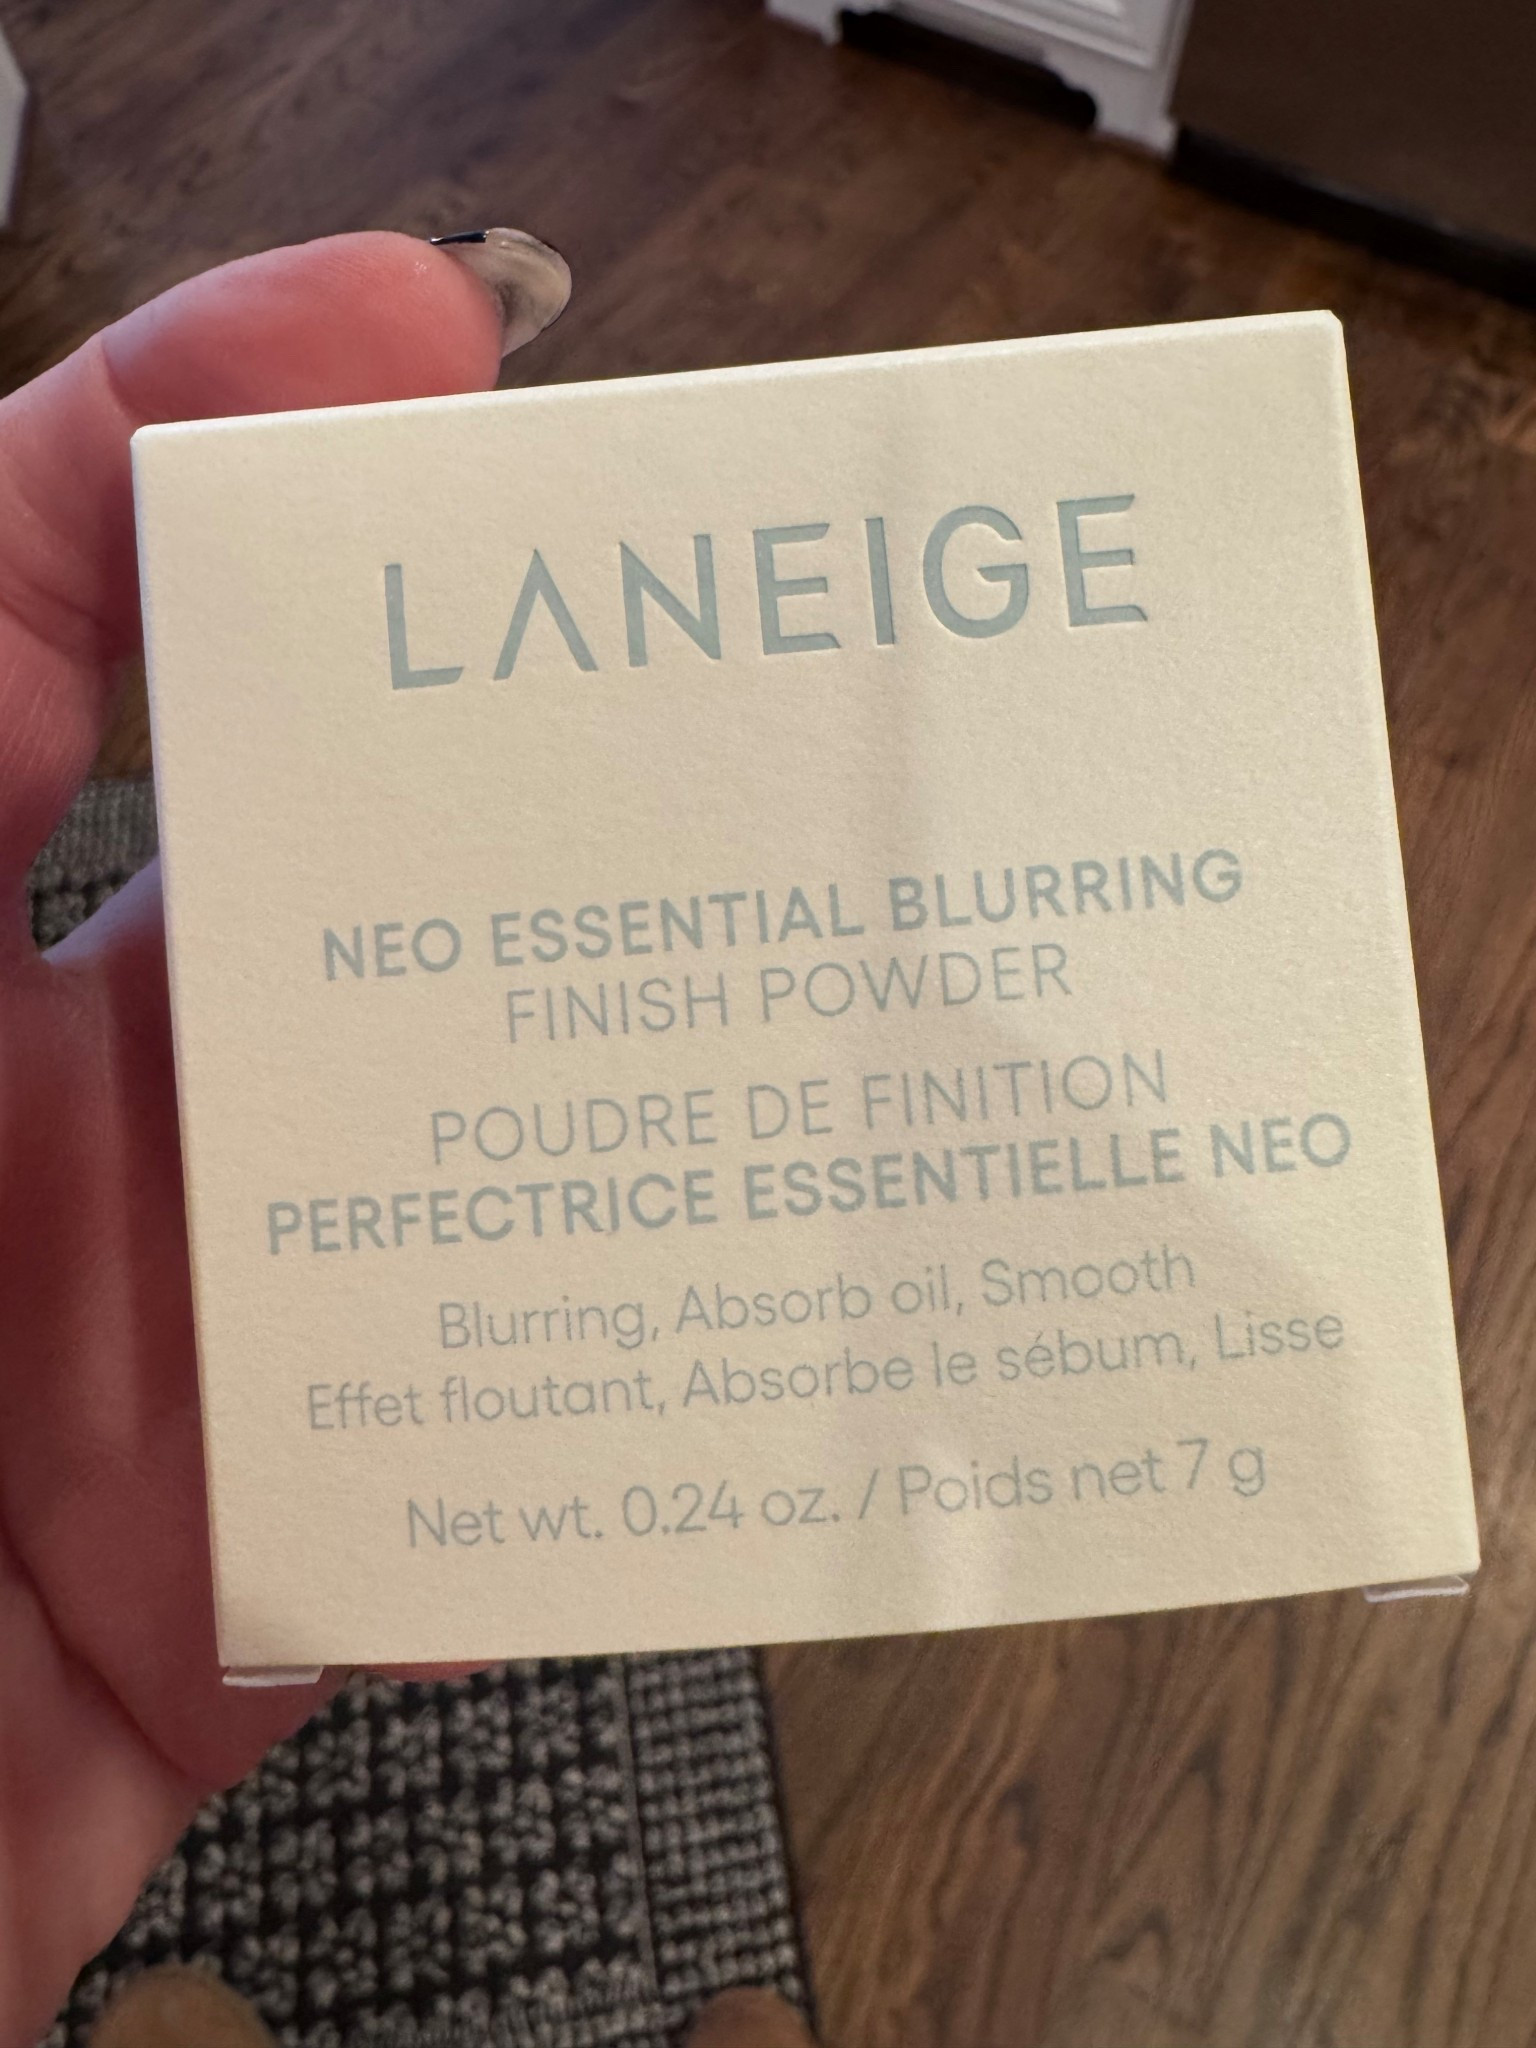 LANEIGE
NEO ESSENTIAL BLURRING
FINISH POWDER
POUDRE DE FINITION
PERFECTRICE ESSENTIELLE NEO
Blurring, Absorb oil, Smooth
Effet floutant, Absorbe le sébum, Lisse
Net wt. 0.24 oz. / Poids net 7 g